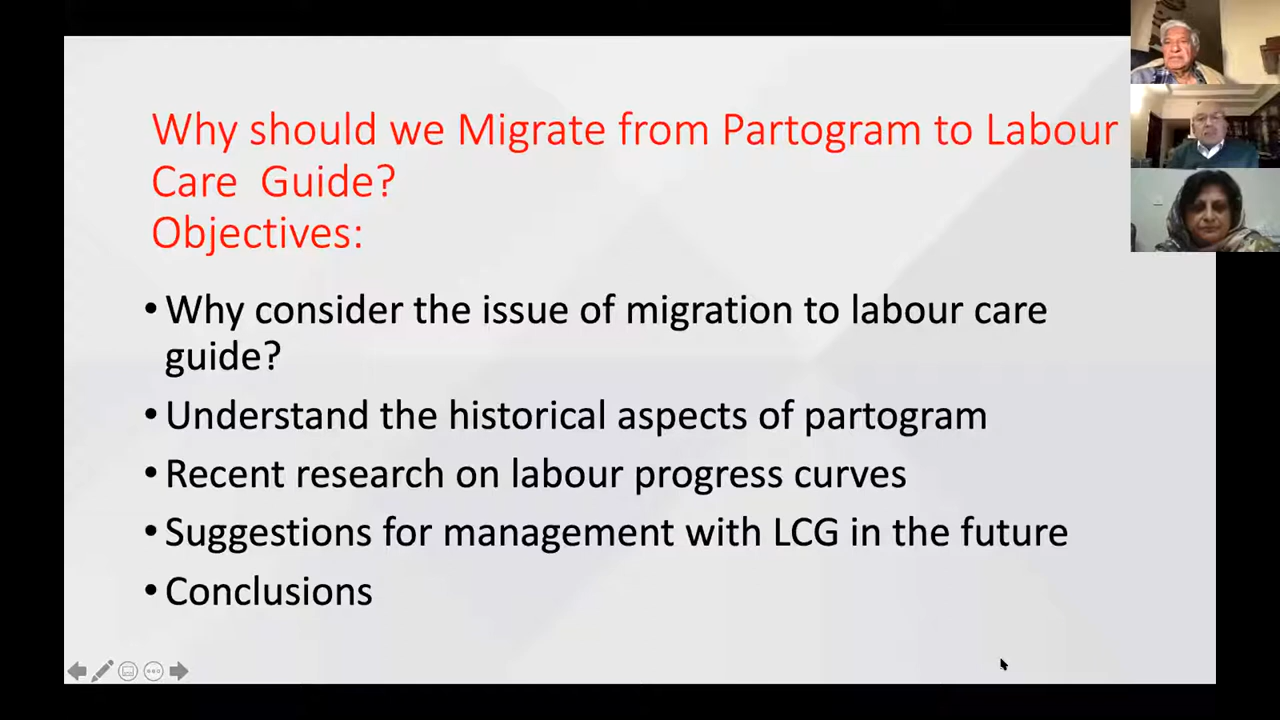 Why should we Migrate from Partogram to Labour
Care Guide?
Objectives:
• Why consider the issue of migration to labour care
guide?
• Understand the historical aspects of partogram
• Recent research on labour progress curves
• Suggestions for management with LCG in the future
• Conclusions